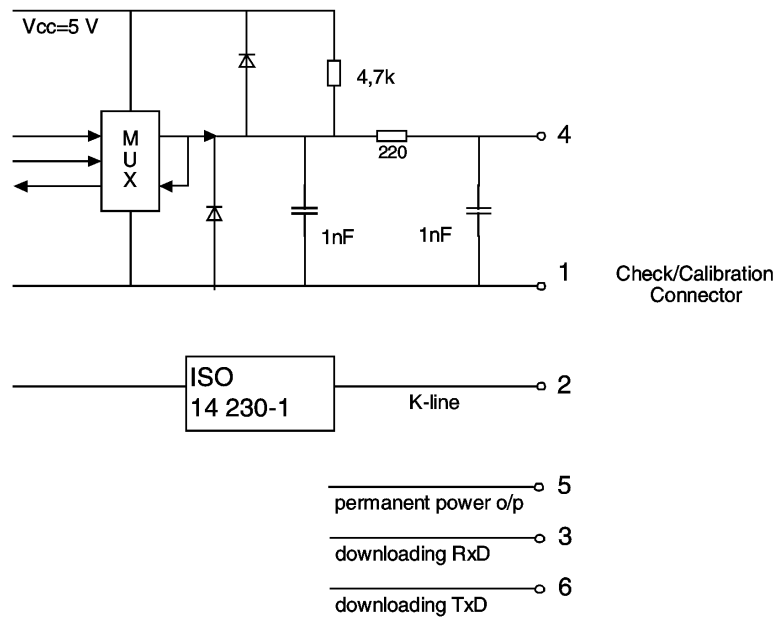 Vcc=5 V
4,7k
M
U
X
4
220
1nF
1nF
1
Check/Calibration
Connector
ISO
14 230-1
K-line
2
permanent power o/p
5
downloading RxD
3
downloading TxD
6